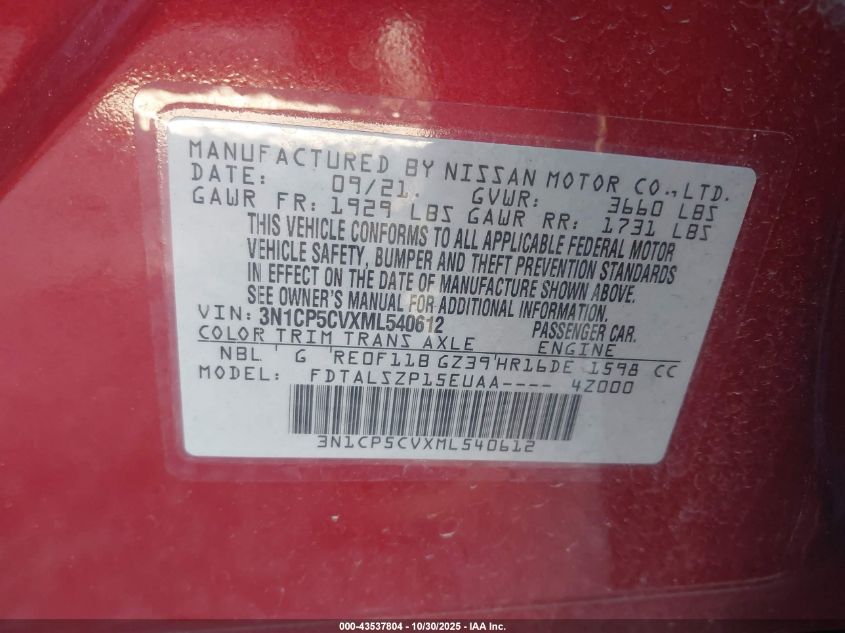 MANUFACTURED BY NISSAN MOTOR CO., LTD.
DATE: 09/21. GVWR: 3660 LBS
GAWR FR: 1929 LBS GAWR RR: 1731 LBS
THIS VEHICLE CONFORMS TO ALL APPLICABLE FEDERAL MOTOR
VEHICLE SAFETY, BUMPER AND THEFT PREVENTION STANDARDS
IN EFFECT ON THE DATE OF MANUFACTURE SHOWN ABOVE.
SEE OWNER'S MANUAL FOR ADDITIONAL INFORMATION.
VIN: 3N1CP5CVXML540612 PASSENGER CAR.
COLOR TRIM TRANS AXLE ENGINE
NBL ' G 'RE0F11B GZ39'HR16DE 1598 CC
MODEL: FDTALSZP15EUAA---- 4Z000
3N1CP5CVXML540612
000-43537804 - 10/30/2025 - IAA Inc.